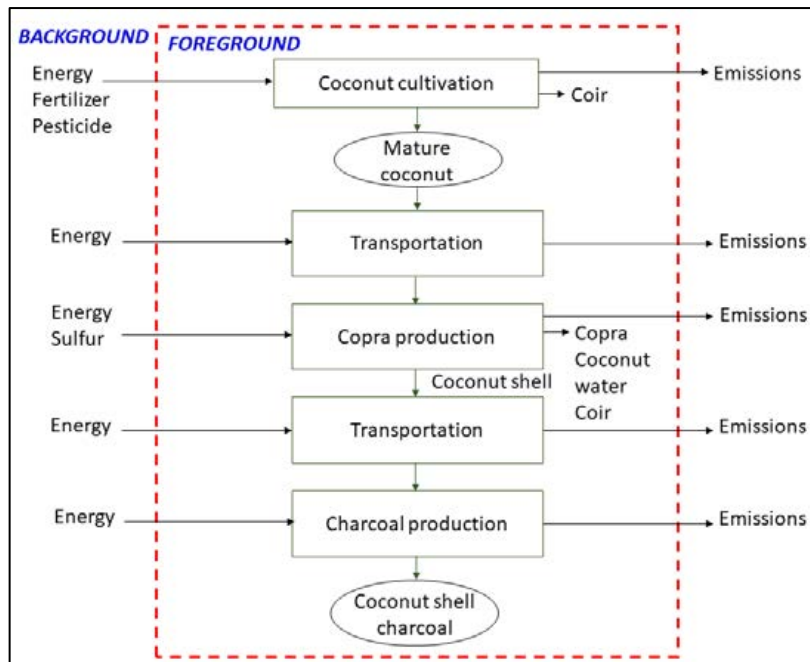 BACKGROUND
FOREGROUND
Energy
Fertilizer
Pesticide
Coconut cultivation
Emissions
Coir
Mature
coconut
Energy
Transportation
Emissions
Energy
Sulfur
Copra production
Emissions
Copra
Coconut
water
Coir
Coconut shell
Energy
Transportation
Emissions
Energy
Charcoal production
Emissions
Coconut shell
charcoal